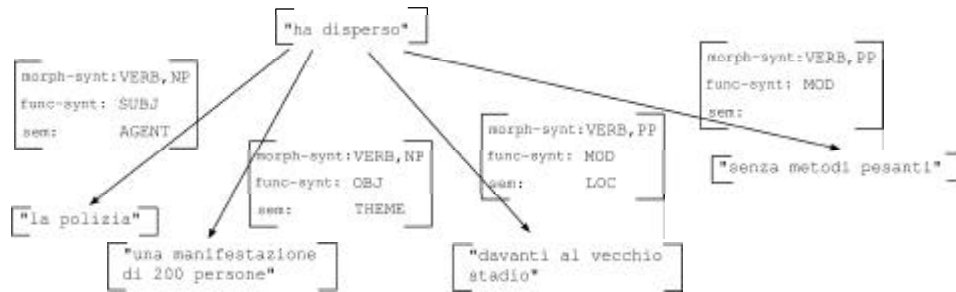 "ha disperso"
morph-synt:VERB,NP
func-synt: SUBJ
sem: AGENT
morph-synt:VERB,PP
func-synt: MOD
sem:
morph-synt:VERB,NP
func-synt: OBJ
sem: THEME
morph-synt:VERB,PP
func-synt: MOD
sem: LOC
"senza metodi pesanti"
"la polizia"
"una manifestazione
di 200 persone"
"davanti al vecchio
stadio"